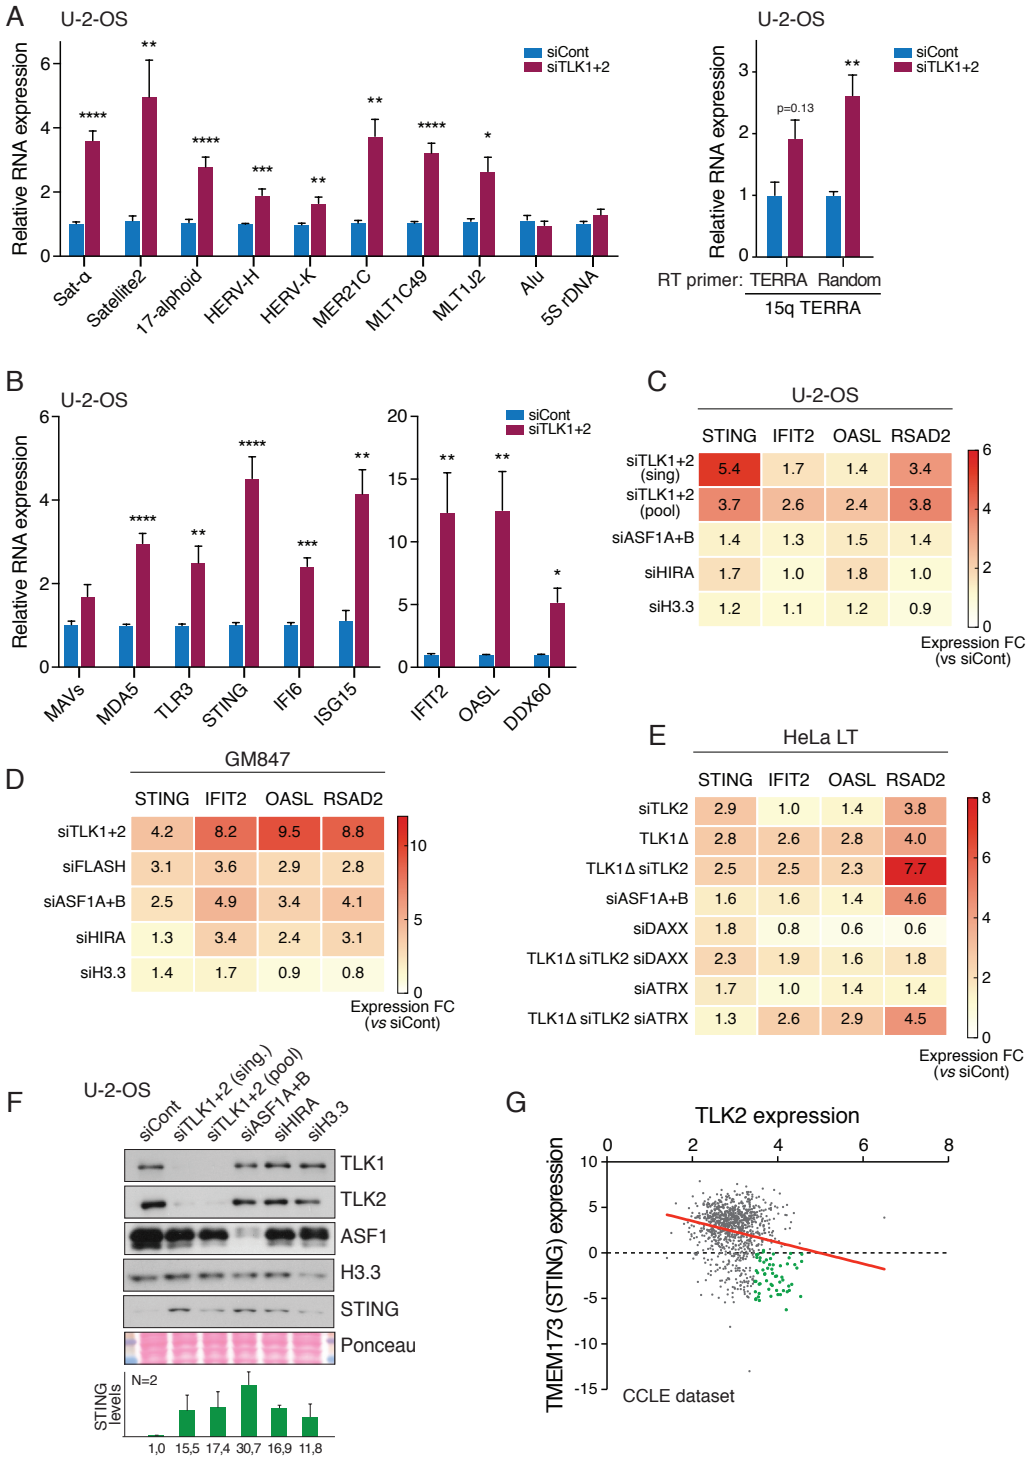 A
U-2-OS
Relative RNA expression
6
4
2
0
**
****
****
***
**
**
****
*
siCont
siTLK1+2
Sat-α
Satellite2
17-alphoid
HERV-H
HERV-K
MER21C
MLT1C49
MLT1J2
Alu
5S rDNA
U-2-OS
Relative RNA expression
3
2
1
0
p=0.13
**
siCont
siTLK1+2
RT primer: TERRA Random
15q TERRA
B
U-2-OS
Relative RNA expression
6
4
2
0
****
**
****
***
**
MAVs
MDA5
TLR3
STING
IFI6
ISG15
20
15
10
5
0
siCont
siTLK1+2
**
**
*
IFIT2
OASL
DDX60
C
U-2-OS
STING IFIT2 OASL RSAD2
siTLK1+2
(sing)
5.4 1.7 1.4 3.4
siTLK1+2
(pool)
3.7 2.6 2.4 3.8
siASF1A+B 1.4 1.3 1.5 1.4
siHIRA 1.7 1.0 1.8 1.0
siH3.3 1.2 1.1 1.2 0.9
6
4
2
0
Expression FC
(vs siCont)
D
GM847
STING IFIT2 OASL RSAD2
siTLK1+2 4.2 8.2 9.5 8.8
siFLASH 3.1 3.6 2.9 2.8
siASF1A+B 2.5 4.9 3.4 4.1
siHIRA 1.3 3.4 2.4 3.1
siH3.3 1.4 1.7 0.9 0.8
10
5
0
Expression FC
(vs siCont)
E
HeLa LT
STING IFIT2 OASL RSAD2
siTLK2 2.9 1.0 1.4 3.8
TLK1Δ 2.8 2.6 2.8 4.0
TLK1Δ siTLK2 2.5 2.5 2.3 7.7
siASF1A+B 1.6 1.6 1.4 4.6
siDAXX 1.8 0.8 0.6 0.6
TLK1Δ siTLK2 siDAXX 2.3 1.9 1.6 1.8
siATRX 1.7 1.0 1.4 1.4
TLK1Δ siTLK2 siATRX 1.3 2.6 2.9 4.5
8
6
4
2
0
Expression FC
(vs siCont)
F
U-2-OS
siCont
siTLK1+2 (sing.)
siTLK1+2 (pool)
siASF1A+B
siHIRA
siH3.3
TLK1
TLK2
ASF1
H3.3
STING
Ponceau
STING
levels
N=2
1,0 15,5 17,4 30,7 16,9 11,8
G
TLK2 expression
0 2 4 6 8
TMEM173 (STING) expression
10
5
0
-5
-10
-15
CCLE dataset